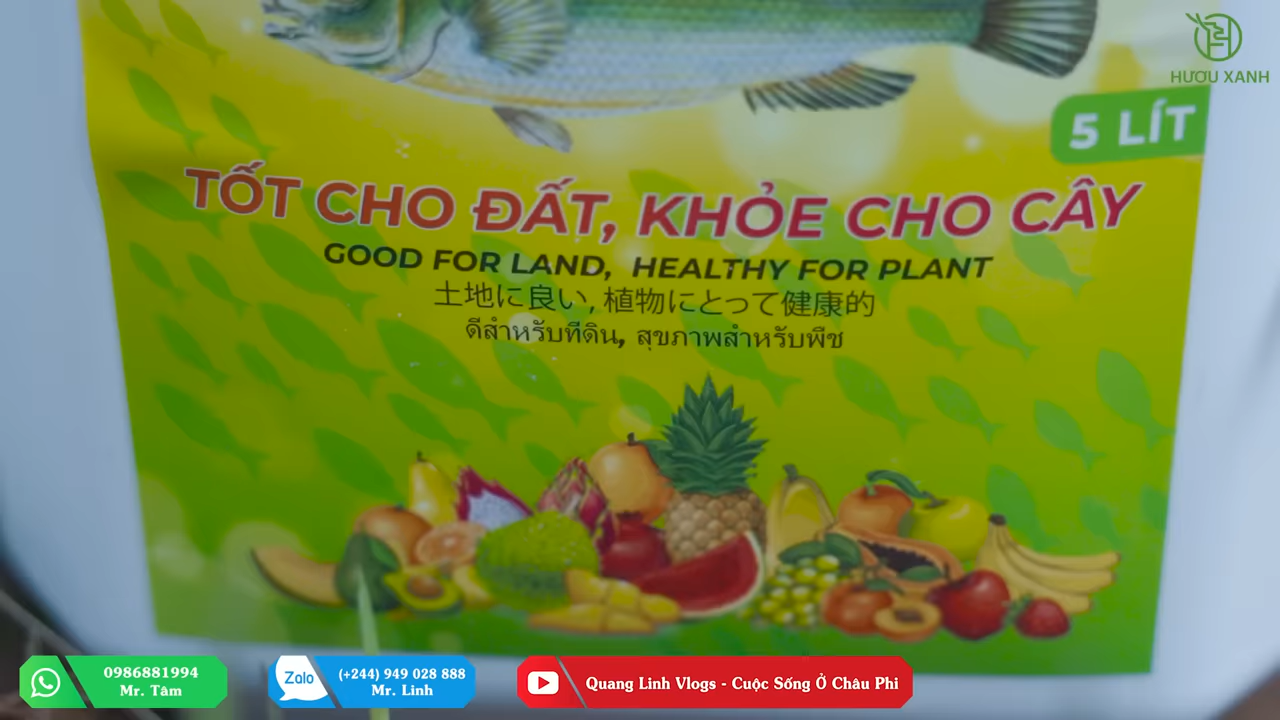 HƯƠU XANH
5 LÍT
TỐT CHO ĐẤT, KHỎE CHO CÂY
GOOD FOR LAND, HEALTHY FOR PLANT
土地に良い, 植物にとって健康的
ดีสำหรับที่ดิน, สุขภาพสำหรับพืช
0986881994
Mr. Tâm
Zalo
(+244) 949 028 888
Mr. Linh
Quang Linh Vlogs - Cuộc Sống Ở Châu Phi